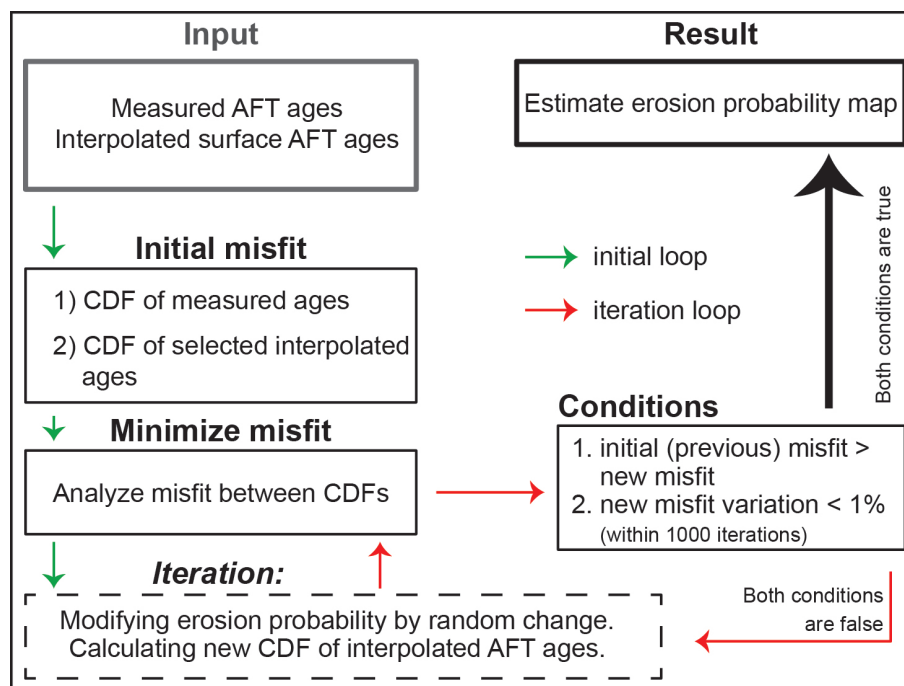 Input
Measured AFT ages
Interpolated surface AFT ages
Initial misfit
1) CDF of measured ages
2) CDF of selected interpolated
ages
Minimize misfit
Analyze misfit between CDFs
Iteration:
Modifying erosion probability by random change.
Calculating new CDF of interpolated AFT ages.
Result
Estimate erosion probability map
initial loop
iteration loop
Both conditions are true
Conditions
1. initial (previous) misfit >
new misfit
2. new misfit variation < 1%
(within 1000 iterations)
Both conditions
are false